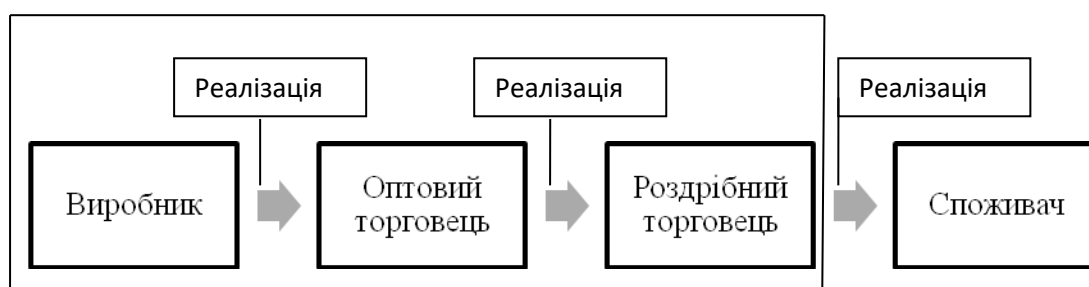 Реалізація
Реалізація
Реалізація
Виробник
Оптовий
торговець
Роздрібний
торговець
Споживач